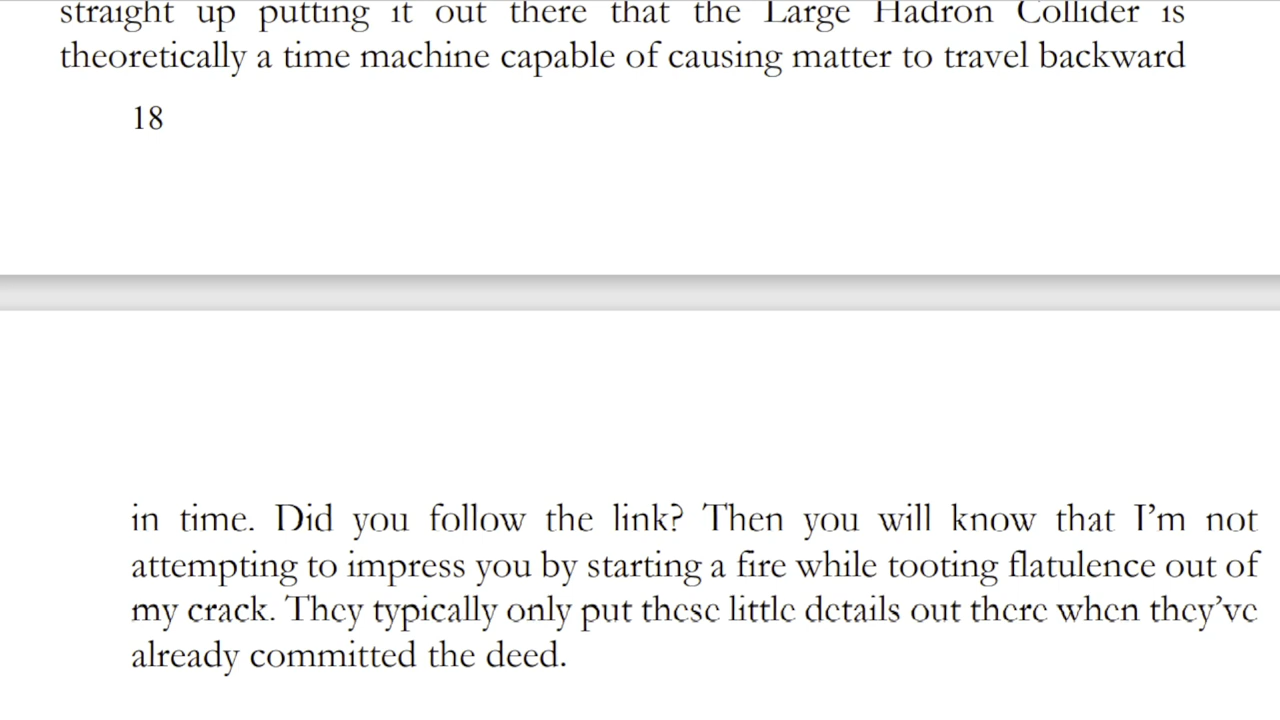 straight up putting it out there that the Large Hadron Collider is
theoretically a time machine capable of causing matter to travel backward
18
in time. Did you follow the link? Then you will know that I'm not
attempting to impress you by starting a fire while tooting flatulence out of
my crack. They typically only put these little details out there when they've
already committed the deed.